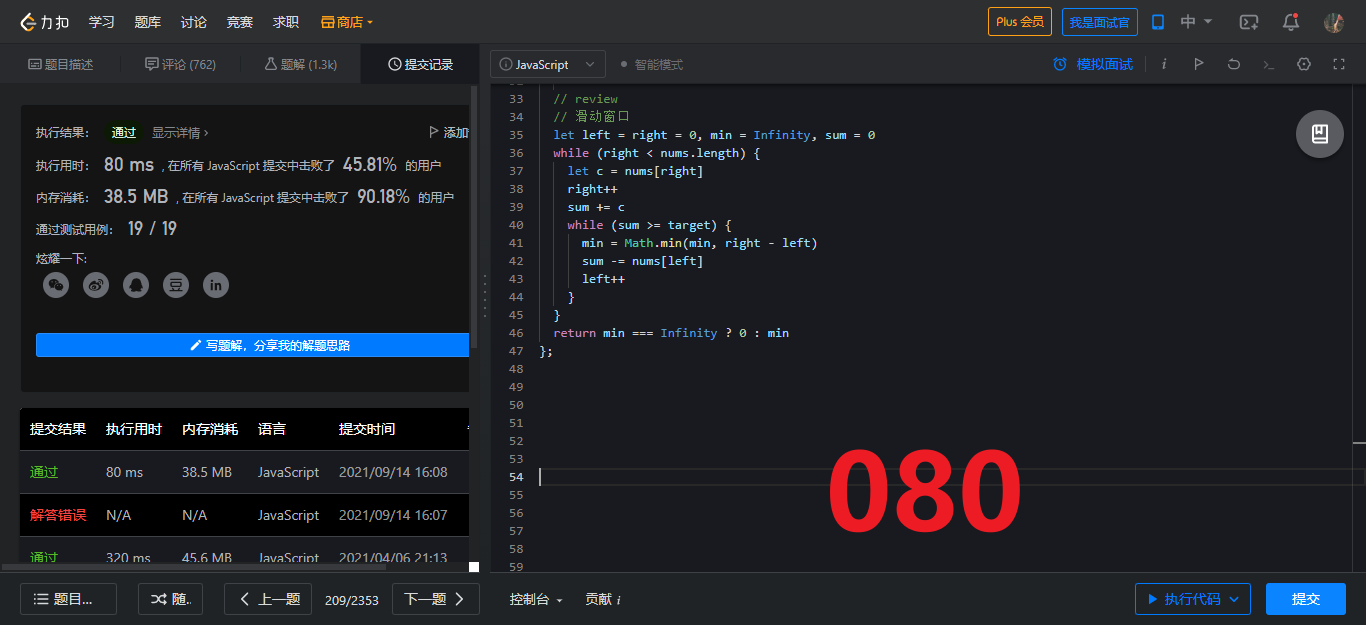 力扣 学习 题库 讨论 竞赛 求职 商店 Plus 会员 我是面试官 中
题目描述 评论 (762) 题解 (1.3k) 提交记录
执行结果： 通过 显示详情 › 添加
执行用时： 80 ms , 在所有 JavaScript 提交中击败了 45.81% 的用户
内存消耗： 38.5 MB , 在所有 JavaScript 提交中击败了 90.18% 的用户
通过测试用例： 19 / 19
炫耀一下:
豆 in
写题解，分享我的解题思路
提交结果 执行用时 内存消耗 语言 提交时间
通过 80 ms 38.5 MB JavaScript 2021/09/14 16:08
解答错误 N/A N/A JavaScript 2021/09/14 16:07
通过 320 ms 45.6 MB JavaScript 2021/04/06 21:13
i JavaScript 智能模式 模拟面试 i
33 // review
34 // 滑动窗口
35 let left = right = 0, min = Infinity, sum = 0
36 while (right < nums.length) {
37 let c = nums[right]
38 right++
39 sum += c
40 while (sum >= target) {
41 min = Math.min(min, right - left)
42 sum -= nums[left]
43 left++
44 }
45 }
46 return min === Infinity ? 0 : min
47 };
48
49
50
51
52
53
54
55
56
57
58
59
080
题目... 随.. 上一题 209/2353 下一题 控制台 贡献 i 执行代码 提交